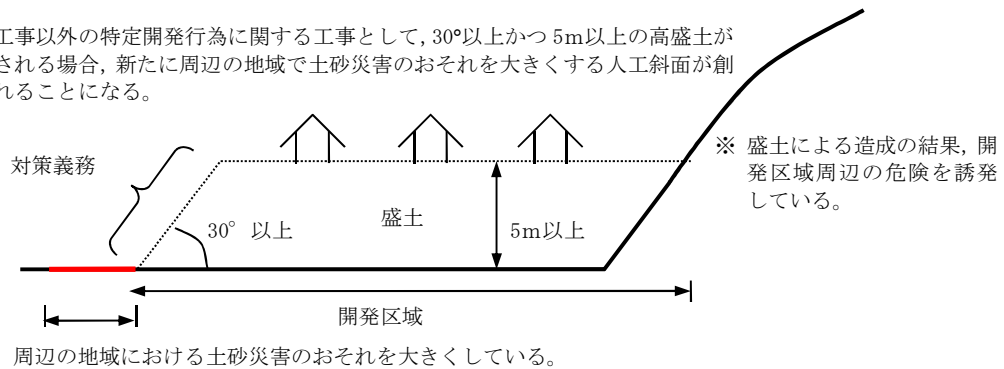 工事以外の特定開発行為に関する工事として, 30°以上かつ 5m以上の高盛土が
される場合, 新たに周辺の地域で土砂災害のおそれを大きくする人工斜面が創
れることになる。
対策義務
※ 盛土による造成の結果, 開
発区域周辺の危険を誘発
している。
30° 以上
盛土
5m以上
開発区域
周辺の地域における土砂災害のおそれを大きくしている。